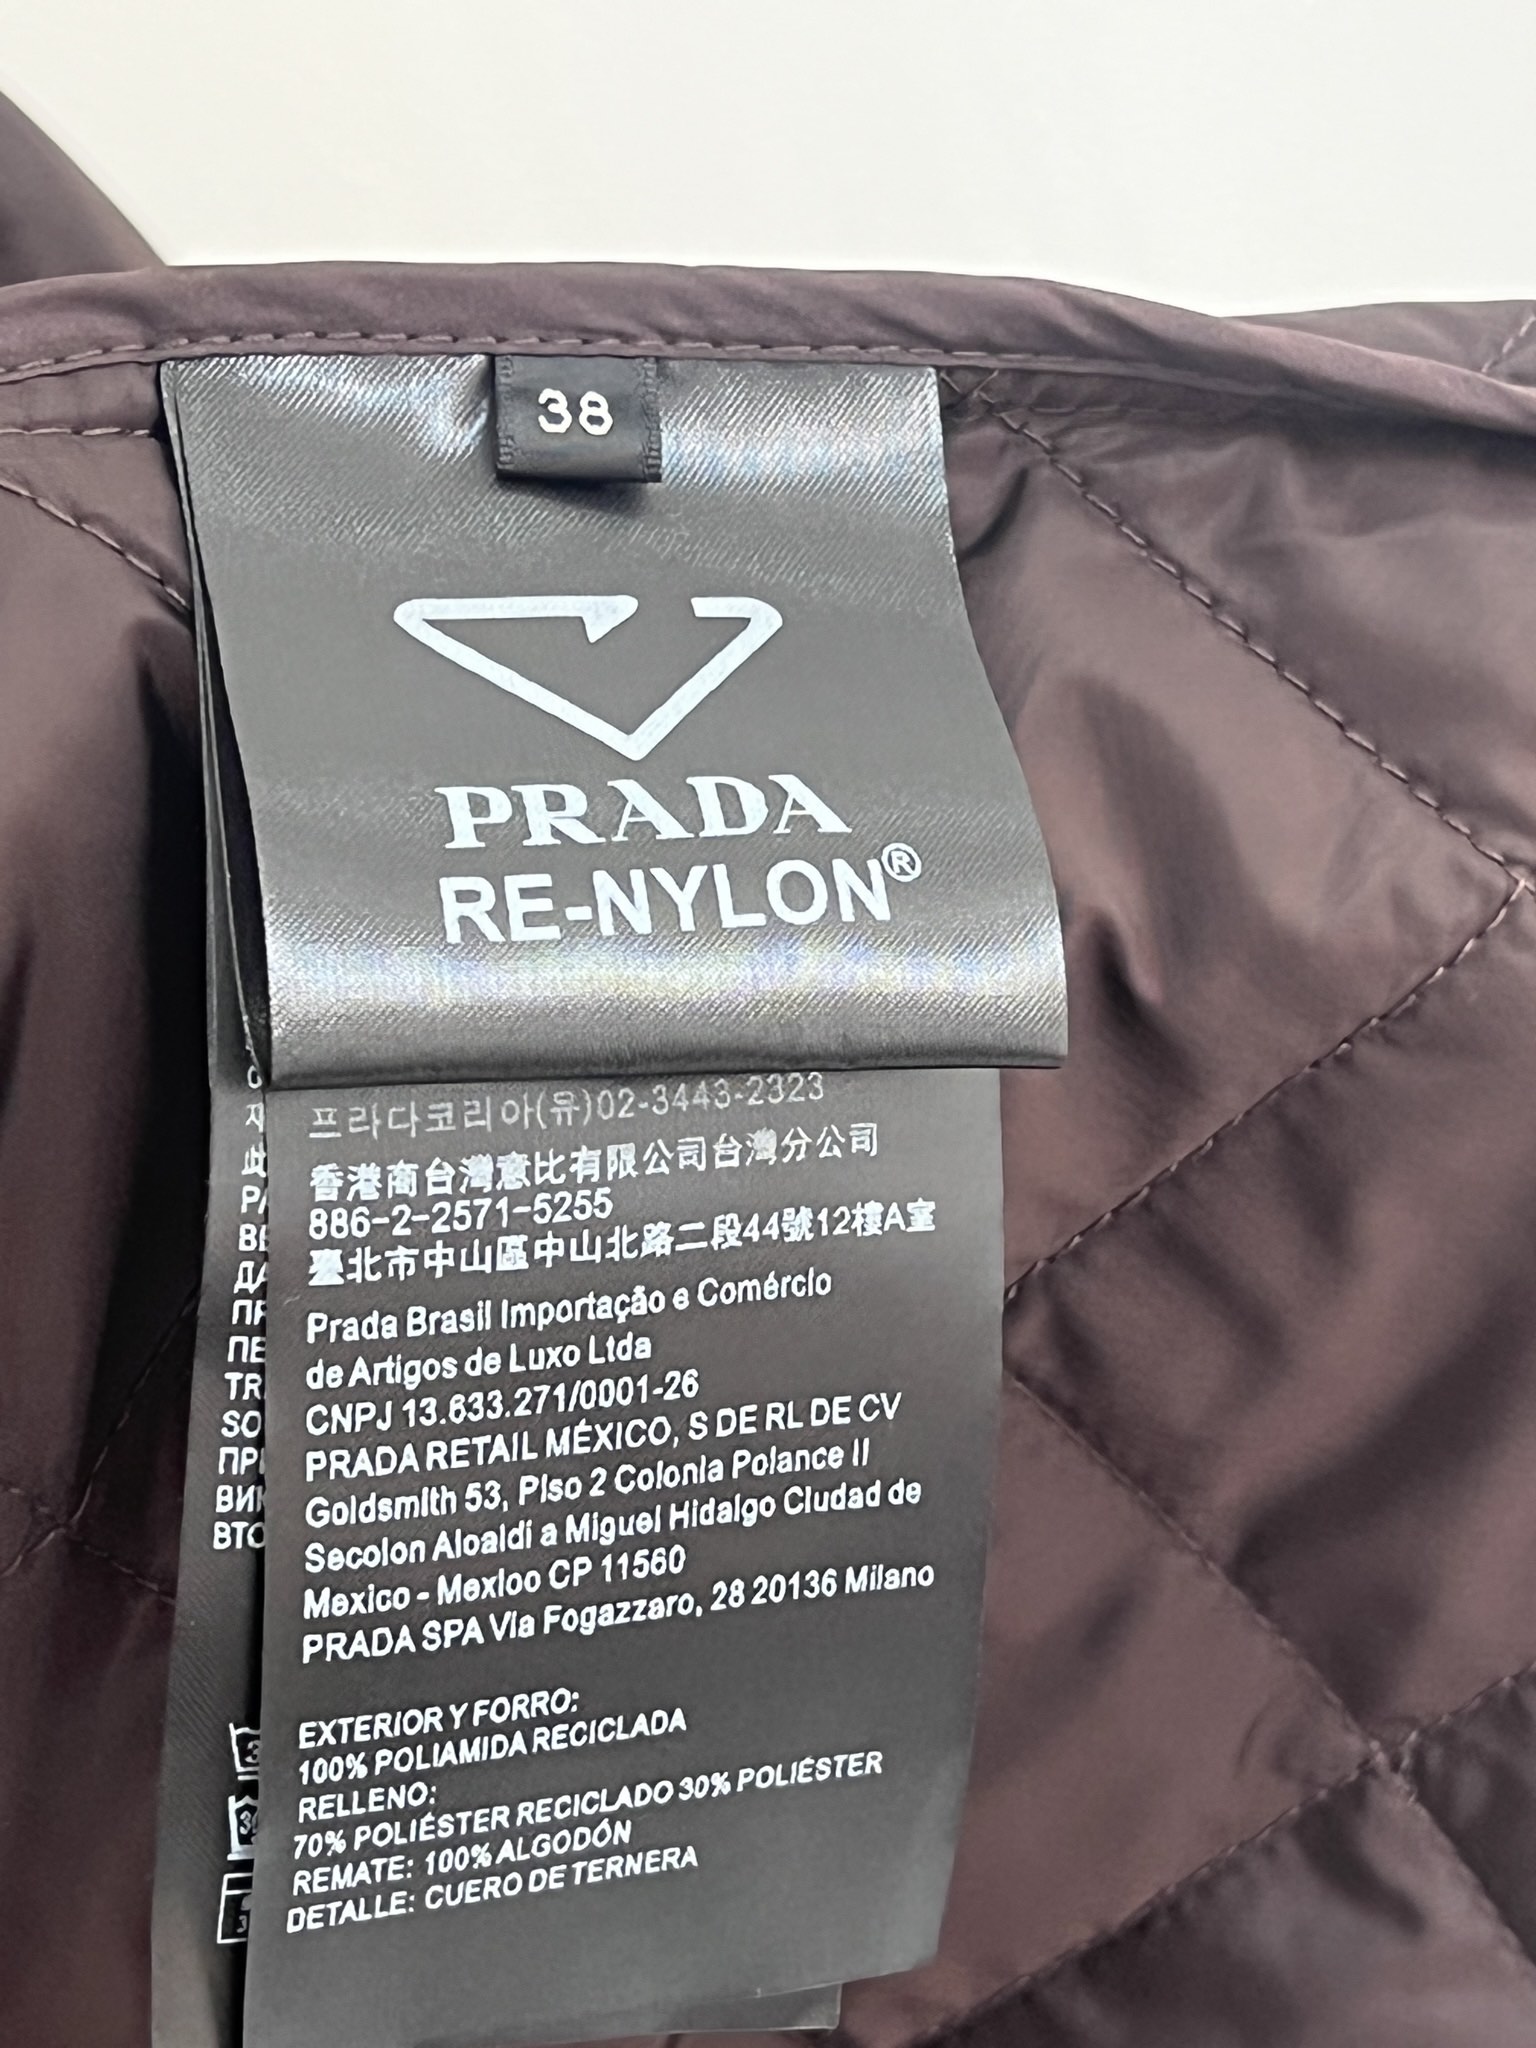 38
PRADA
RE-NYLON®
프라다코리아(유)02-3443-2323
香港商台灣意比有限公司台灣分公司
886-2-2571-5255
臺北市中山區中山北路二段44號12樓A室
Prada Brasil Importação e Comércio
de Artigos de Luxo Ltda
CNPJ 13.633.271/0001-26
PRADA RETAIL MÉXICO, S DE RL DE CV
Goldsmith 53, Piso 2 Colonia Polance II
Secolon Aloaldi a Miguel Hidalgo Ciudad de
Mexico - Mexloo CP 11560
PRADA SPA Via Fogazzaro, 28 20136 Milano
EXTERIOR Y FORRO:
100% POLIAMIDA RECICLADA
RELLENO:
70% POLIÉSTER RECICLADO 30% POLIÉSTER
REMATE: 100% ALGODÓN
DETALLE: CUERO DE TERNERA